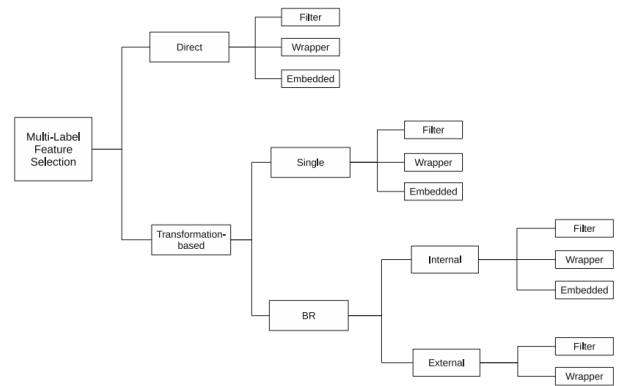 Multi-Label
Feature
Selection
Direct
Filter
Wrapper
Embedded
Transformation-
based
Single
Filter
Wrapper
Embedded
BR
Internal
Filter
Wrapper
Embedded
External
Filter
Wrapper